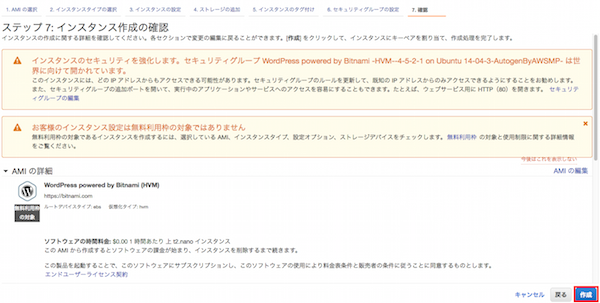 1. AMI の選択
2. インスタンスタイプの選択
3. インスタンスの設定
4. ストレージの追加
5. インスタンスのタグ付け
6. セキュリティグループの設定
7. 確認
ステップ 7: インスタンス作成の確認
インスタンスの作成に関する詳細を確認してください。各セクションで変更の編集に戻ることができます。[作成] をクリックして、インスタンスにキーペアを割り当て、作成処理を完了します。
インスタンスのセキュリティを強化します。セキュリティグループ WordPress powered by Bitnami -HVM--4-5-2-1 on Ubuntu 14-04-3-AutogenByAWSMP- は世
界に向けて開かれています。
このインスタンスには、どの IP アドレスからもアクセスできる可能性があります。セキュリティグループのルールを更新して、既知の IP アドレスからのみアクセスできるようにすることをお勧めします。
また、セキュリティグループの追加ポートを開いて、実行中のアプリケーションやサービスへのアクセスを容易にすることもできます。たとえば、ウェブサービス用に HTTP (80) を開きます。 セキュリ
ティグループの編集
お客様のインスタンス設定は無料利用枠の対象ではありません
無料利用枠の対象であるインスタンスを作成するには、選択している AMI、インスタンスタイプ、設定オプション、ストレージデバイスをチェックします。無料利用枠 の対象と使用制限に関する詳細情報
をご覧ください。
今後はこれを表示しない
AMI の詳細
AMI の編集
WordPress powered by Bitnami (HVM)
https://bitnami.com
無料利用枠
の対象
ルートデバイスタイプ: ebs 仮想化タイプ: hvm
ソフトウェアの時間料金: $0.00 1 時間あたり 上 t2.nano インスタンス
この AMI から作成するとソフトウェアの課金が始まり、インスタンスを削除するまで続きます。
この製品を起動することで、このソフトウェアにサブスクリプションし、このソフトウェアの使用により料金表条件と販売者の条件に従うことに同意するものとします。
エンドユーザーライセンス契約
キャンセル
戻る
作成